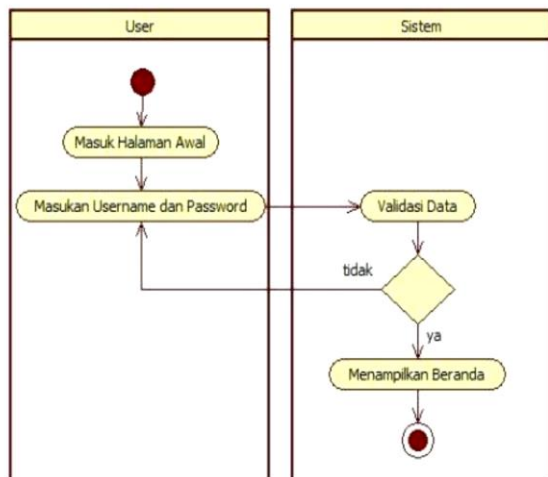 User
Sistem
Masuk Halaman Awal
Masukan Username dan Password
Validasi Data
tidak
ya
Menampilkan Beranda